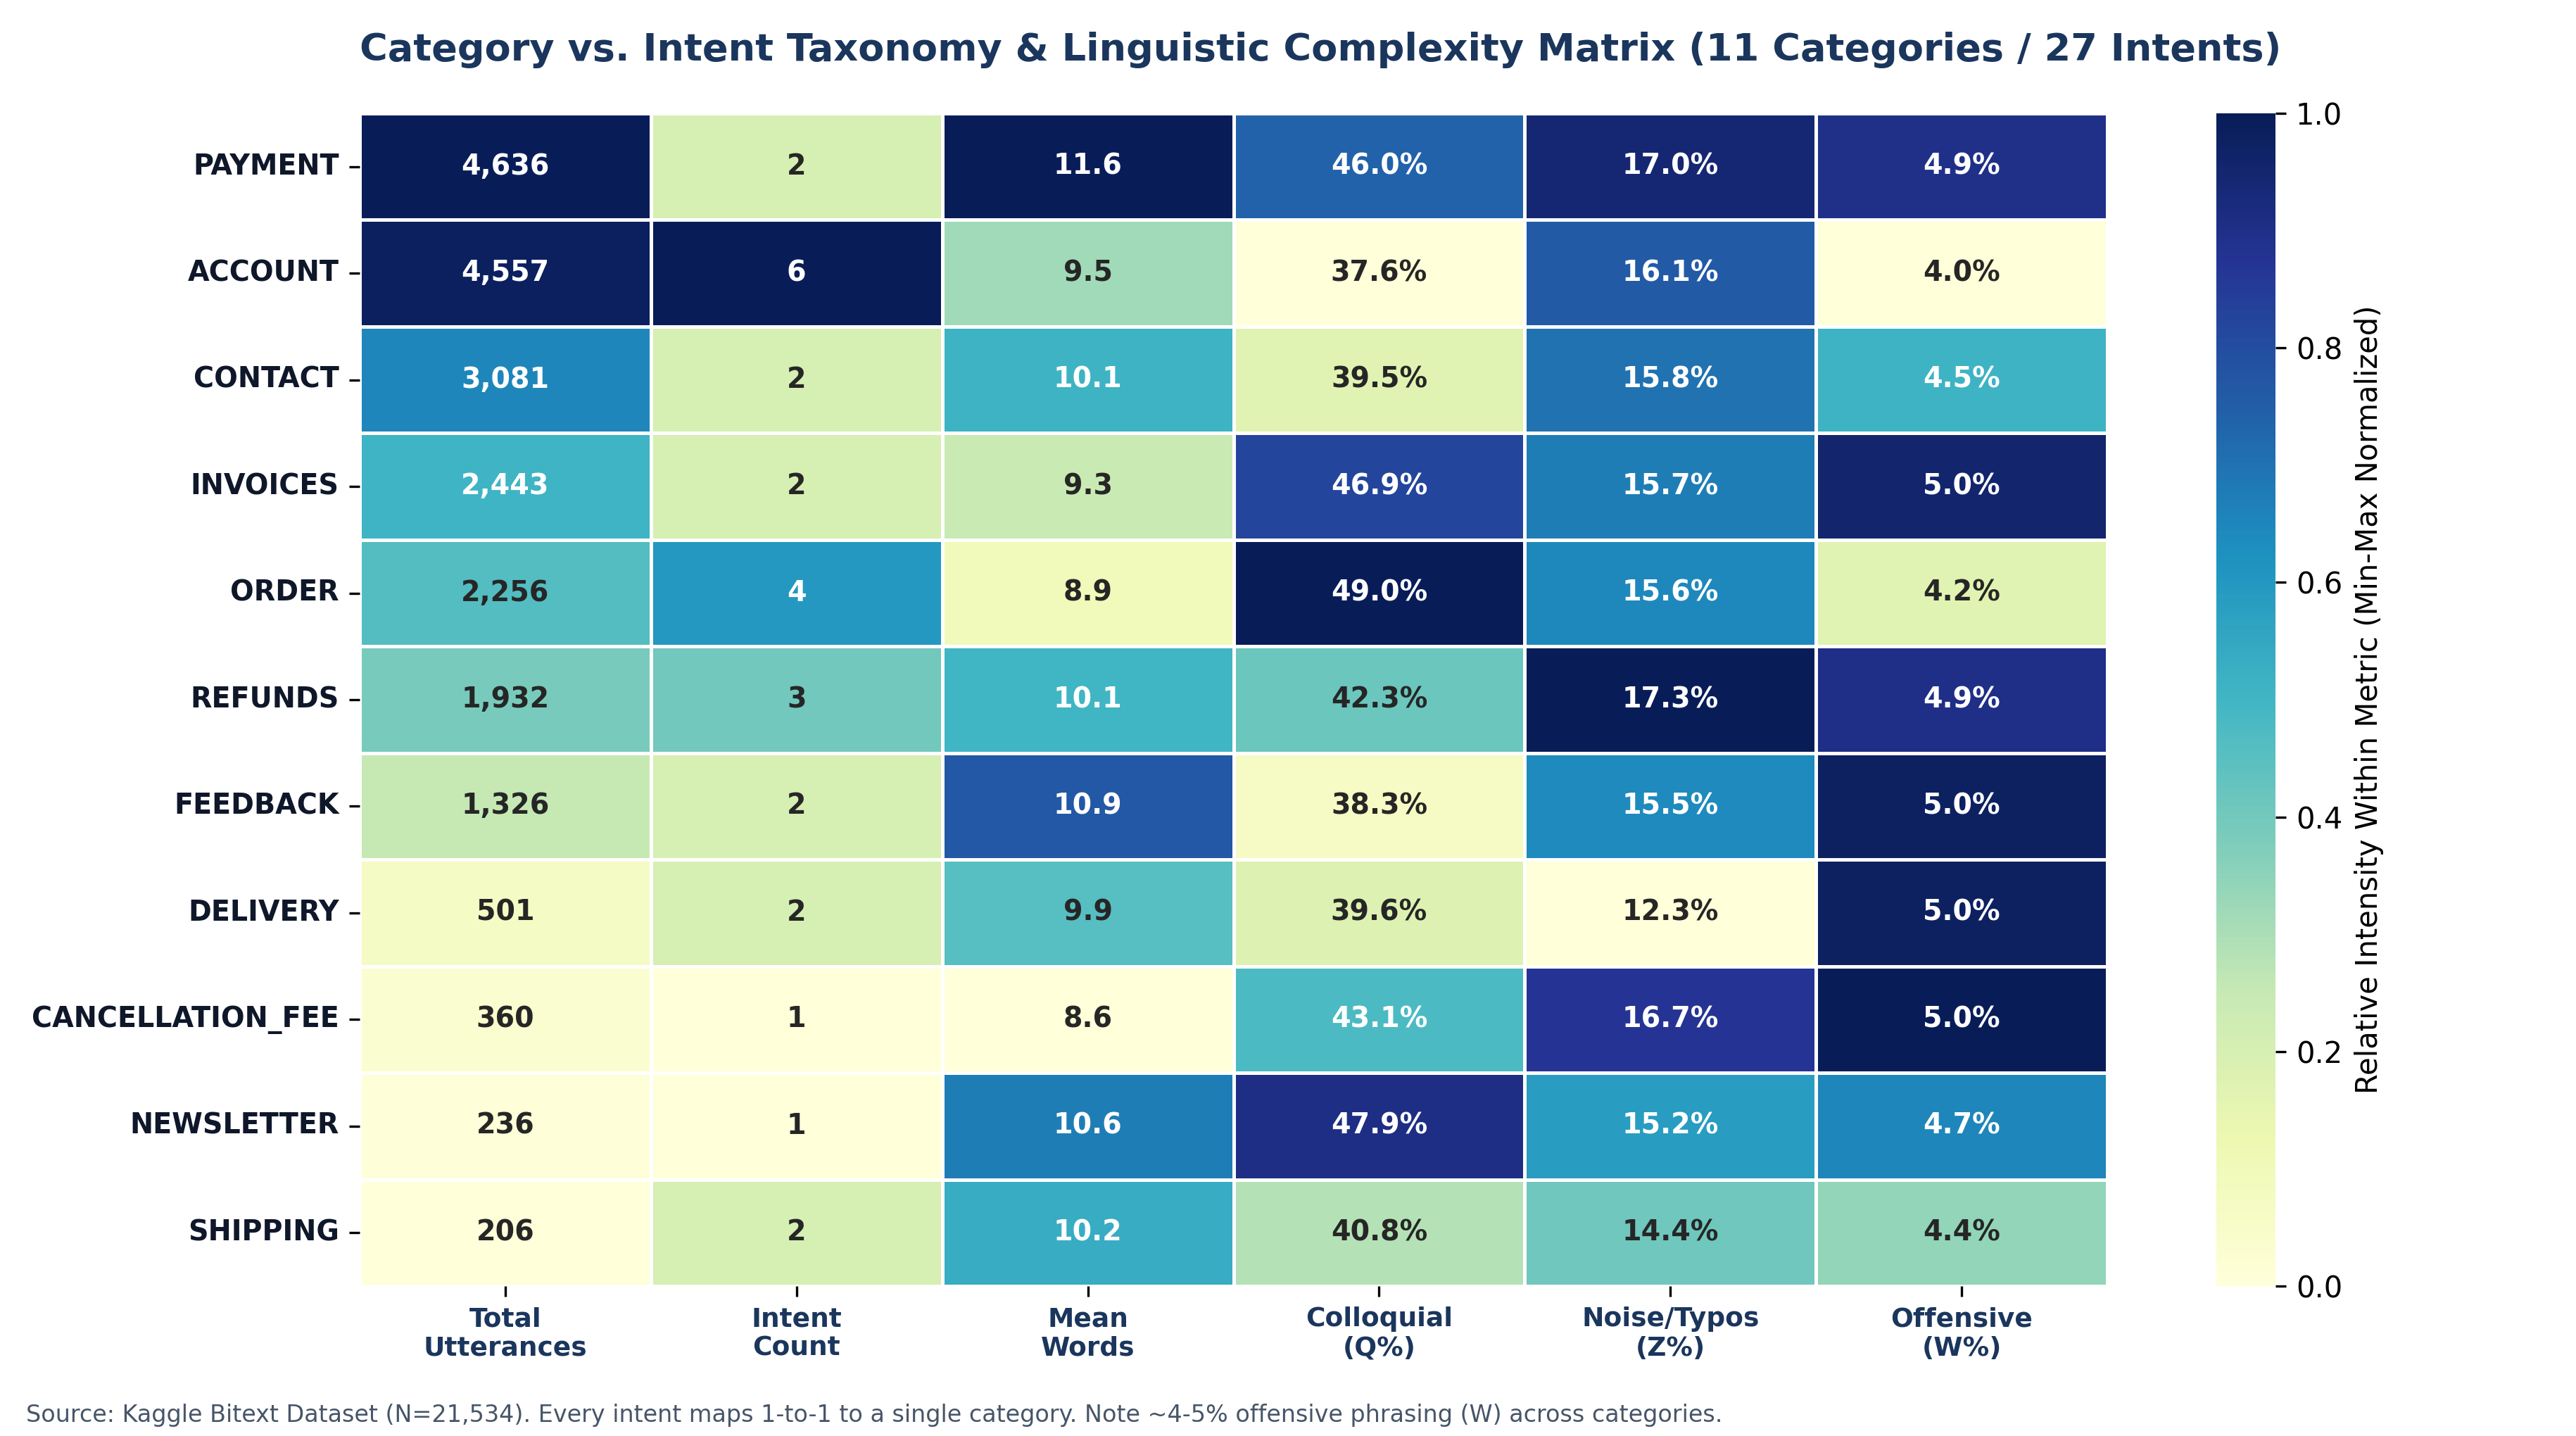 Category vs. Intent Taxonomy & Linguistic Complexity Matrix (11 Categories / 27 Intents)
PAYMENT 4,636 2 11.6 46.0% 17.0% 4.9%
ACCOUNT 4,557 6 9.5 37.6% 16.1% 4.0%
CONTACT 3,081 2 10.1 39.5% 15.8% 4.5%
INVOICES 2,443 2 9.3 46.9% 15.7% 5.0%
ORDER 2,256 4 8.9 49.0% 15.6% 4.2%
REFUNDS 1,932 3 10.1 42.3% 17.3% 4.9%
FEEDBACK 1,326 2 10.9 38.3% 15.5% 5.0%
DELIVERY 501 2 9.9 39.6% 12.3% 5.0%
CANCELLATION_FEE 360 1 8.6 43.1% 16.7% 5.0%
NEWSLETTER 236 1 10.6 47.9% 15.2% 4.7%
SHIPPING 206 2 10.2 40.8% 14.4% 4.4%
Total Utterances
Intent Count
Mean Words
Colloquial (Q%)
Noise/Typos (Z%)
Offensive (W%)
1.0
0.8
0.6
0.4
0.2
0.0
Relative Intensity Within Metric (Min-Max Normalized)
Source: Kaggle Bitext Dataset (N=21,534). Every intent maps 1-to-1 to a single category. Note ~4-5% offensive phrasing (W) across categories.